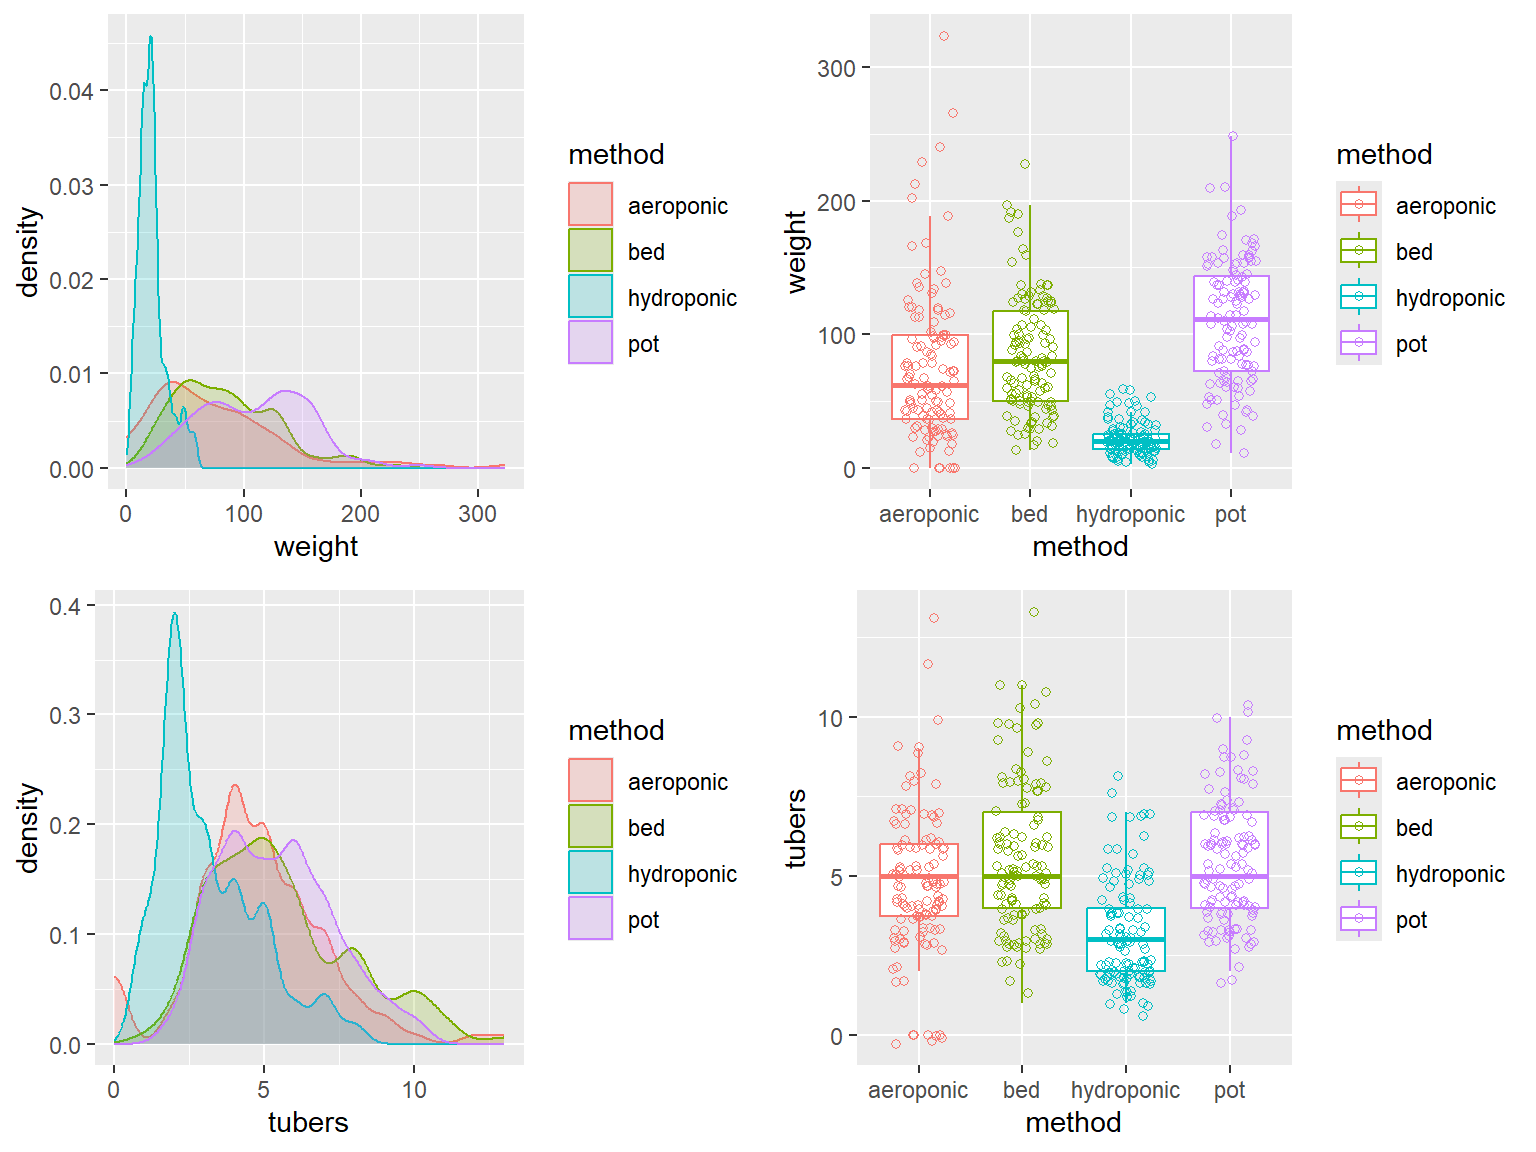 density
0.04
0.03
0.02
0.01
0.00
0 100 200 300
weight
method
aeroponic
bed
hydroponic
pot
weight
300
200
100
0
aeroponic bed hydroponic pot
method
method
aeroponic
bed
hydroponic
pot
density
0.4
0.3
0.2
0.1
0.0
0 5 10
tubers
method
aeroponic
bed
hydroponic
pot
tubers
10
5
0
aeroponic bed hydroponic pot
method
method
aeroponic
bed
hydroponic
pot